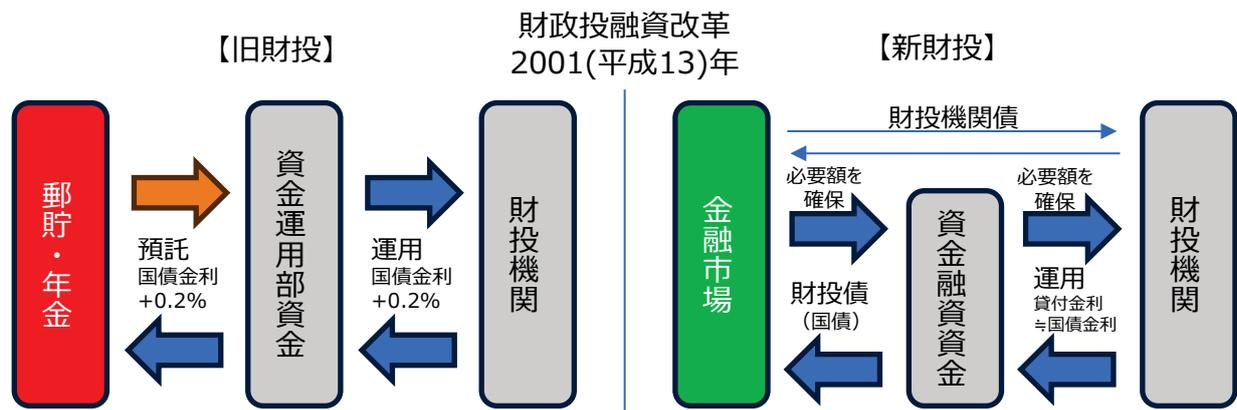 財政投融資改革
2001(平成13)年
【旧財投】
郵貯・年金
預託
国債金利
+0.2%
資金運用部資金
運用
国債金利
+0.2%
財投機関
【新財投】
金融市場
財投機関債
必要額を
確保
財投債
（国債）
資金融資資金
必要額を
確保
運用
貸付金利
≒国債金利
財投機関